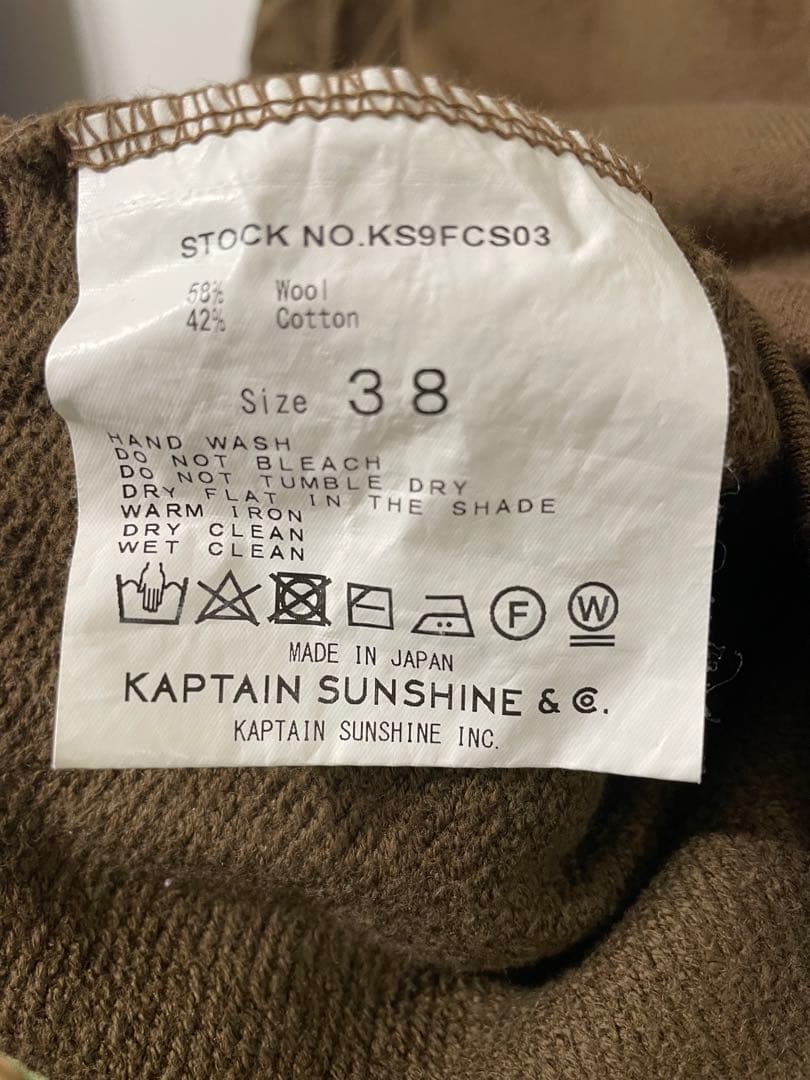 STOCK NO.KS9FCS03
58% Wool
42% Cotton
Size 38
HAND WASH
DO NOT BLEACH
DO NOT TUMBLE DRY
DRY FLAT IN THE SHADE
WARM IRON
DRY CLEAN
WET CLEAN
F W
MADE IN JAPAN
KAPTAIN SUNSHINE & Co.
KAPTAIN SUNSHINE INC.